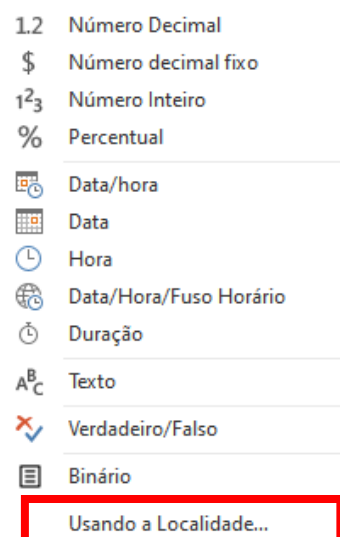 1.2 Número Decimal
$ Número decimal fixo
1²3 Número Inteiro
% Percentual
Data/hora
Data
Hora
Data/Hora/Fuso Horário
Duração
ABC Texto
Verdadeiro/Falso
Binário
Usando a Localidade...